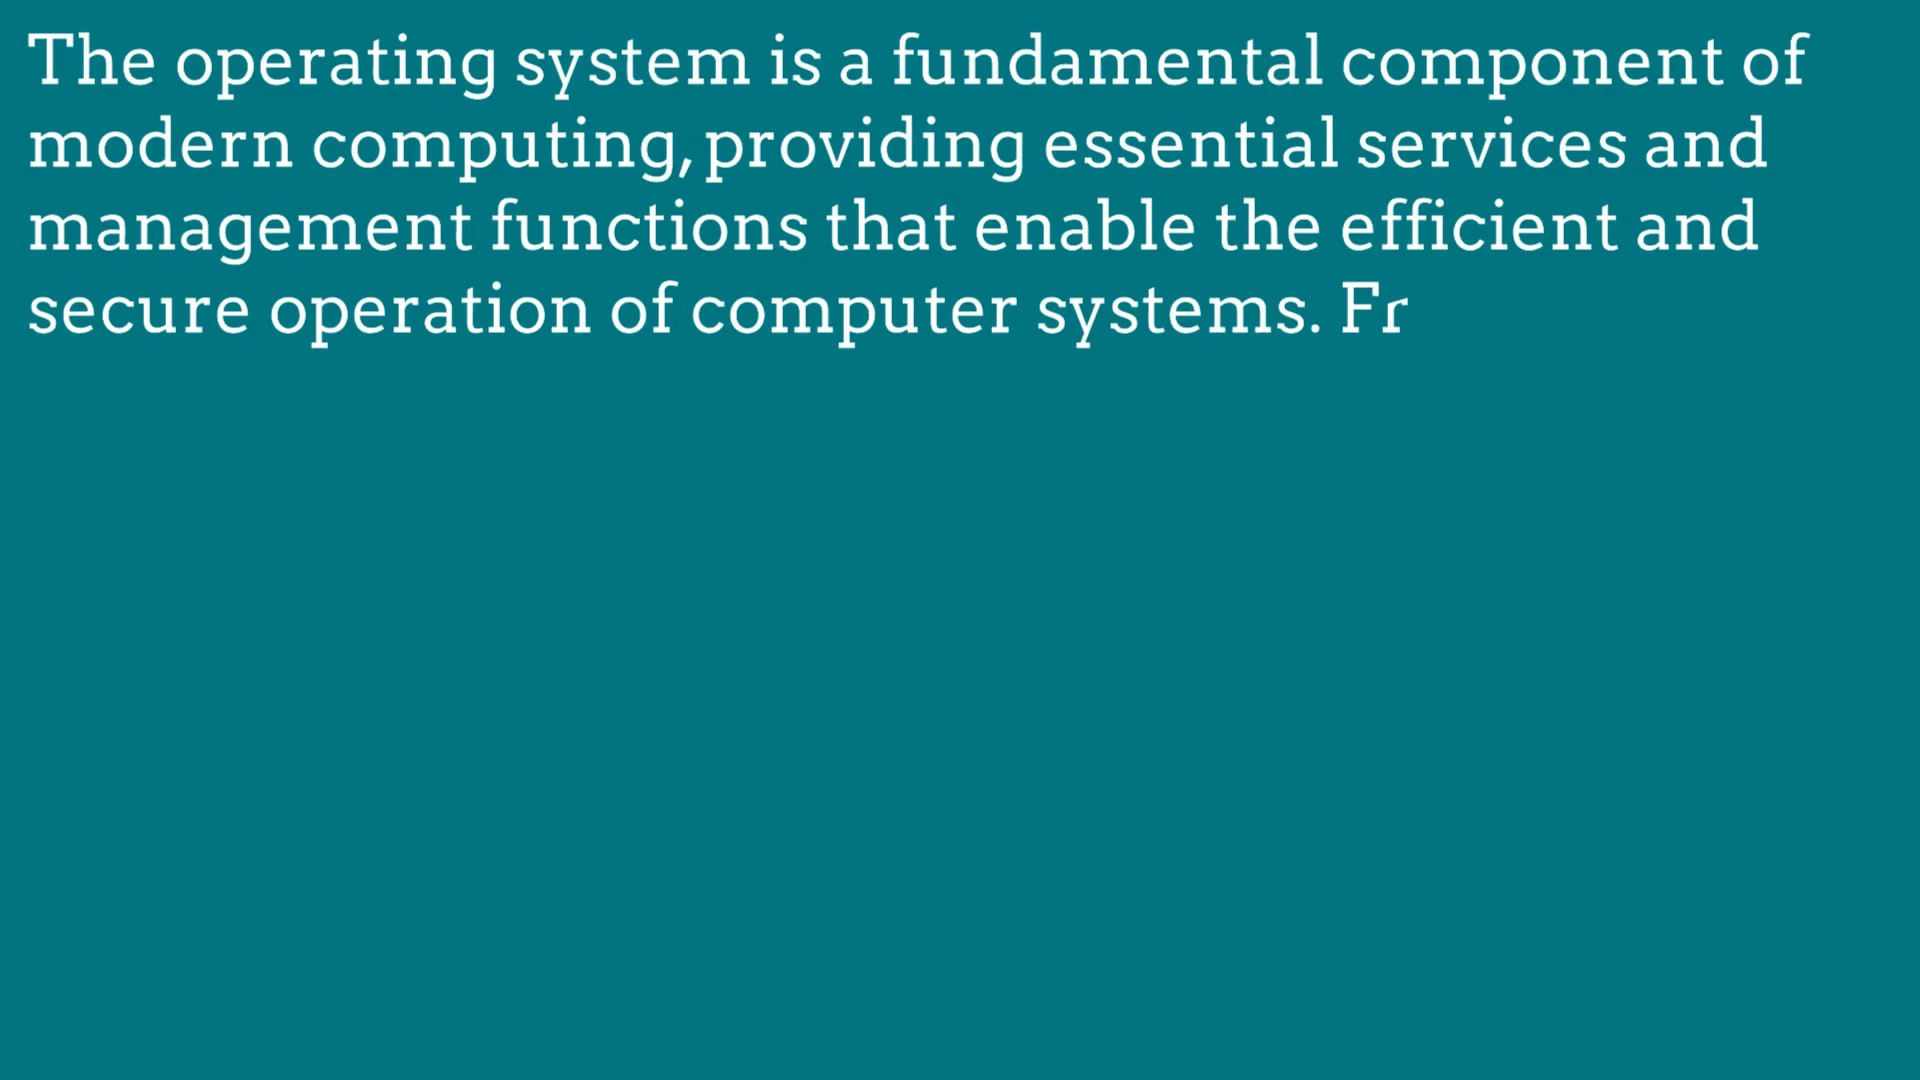 The operating system is a fundamental component of
modern computing, providing essential services and
management functions that enable the efficient and
secure operation of computer systems. Fr